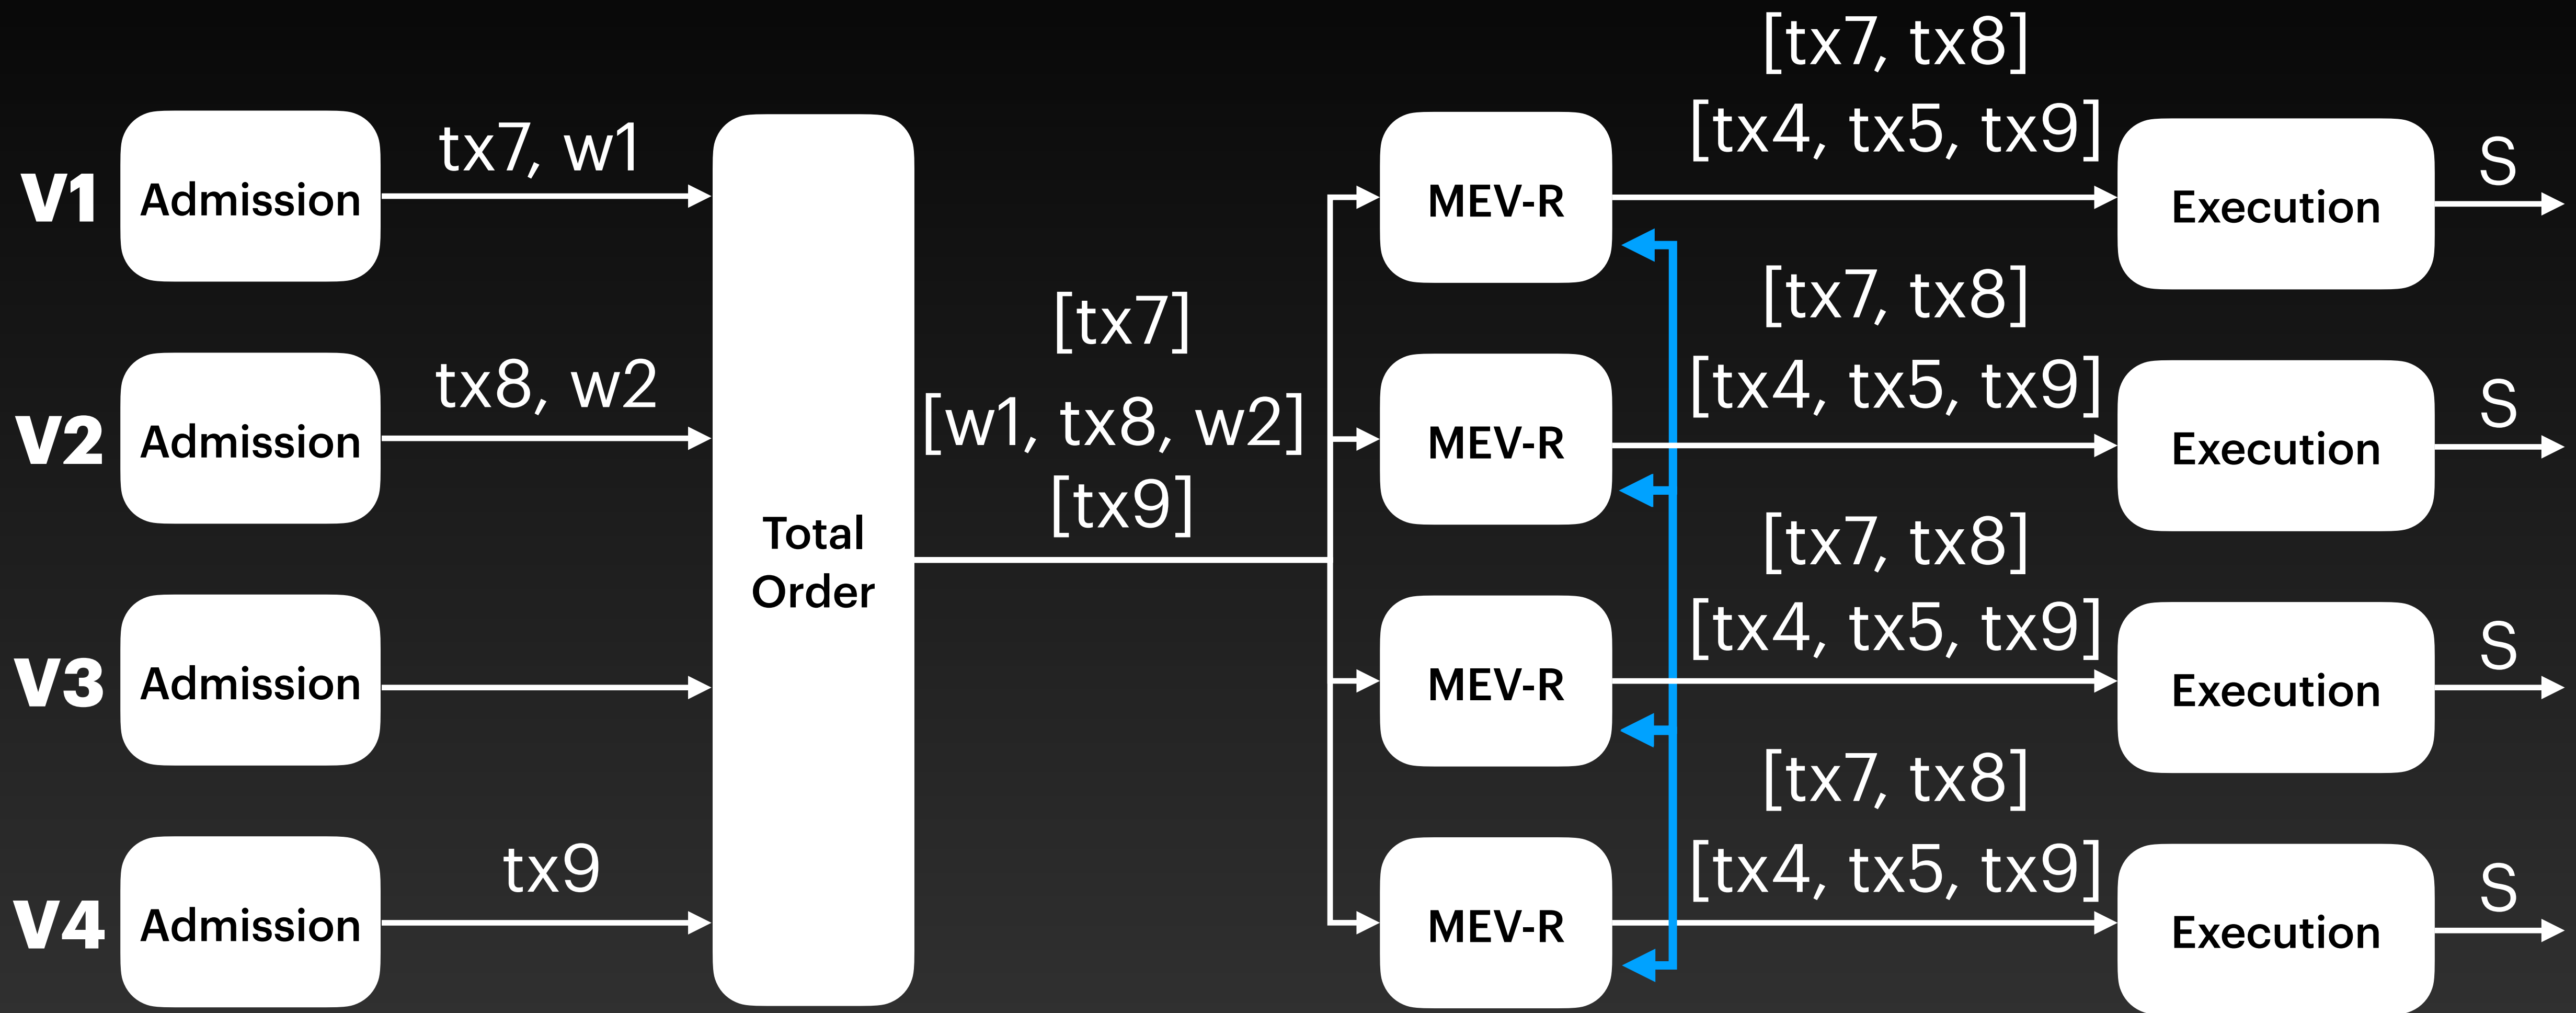 V1
Admission
tx7, w1
V2
Admission
tx8, w2
V3
Admission
V4
Admission
tx9
Total
Order
[tx7]
[w1, tx8, w2]
[tx9]
MEV-R
[tx7, tx8]
[tx4, tx5, tx9]
Execution
S
MEV-R
[tx7, tx8]
[tx4, tx5, tx9]
Execution
S
MEV-R
[tx7, tx8]
[tx4, tx5, tx9]
Execution
S
MEV-R
[tx7, tx8]
[tx4, tx5, tx9]
Execution
S